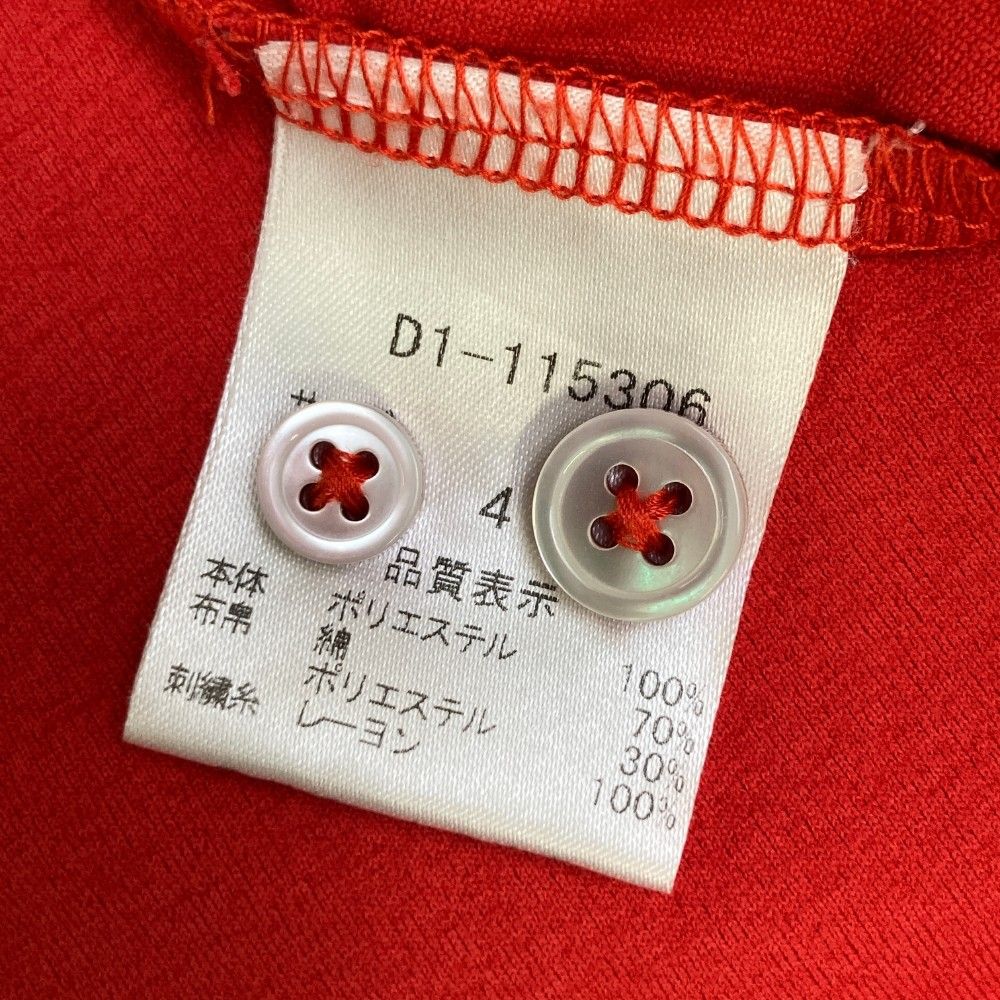 D1-115306
4
品質表示
本体 ポリエステル 100%
布帛 綿 70%
ポリエステル 30%
刺繍糸 レーヨン 100%